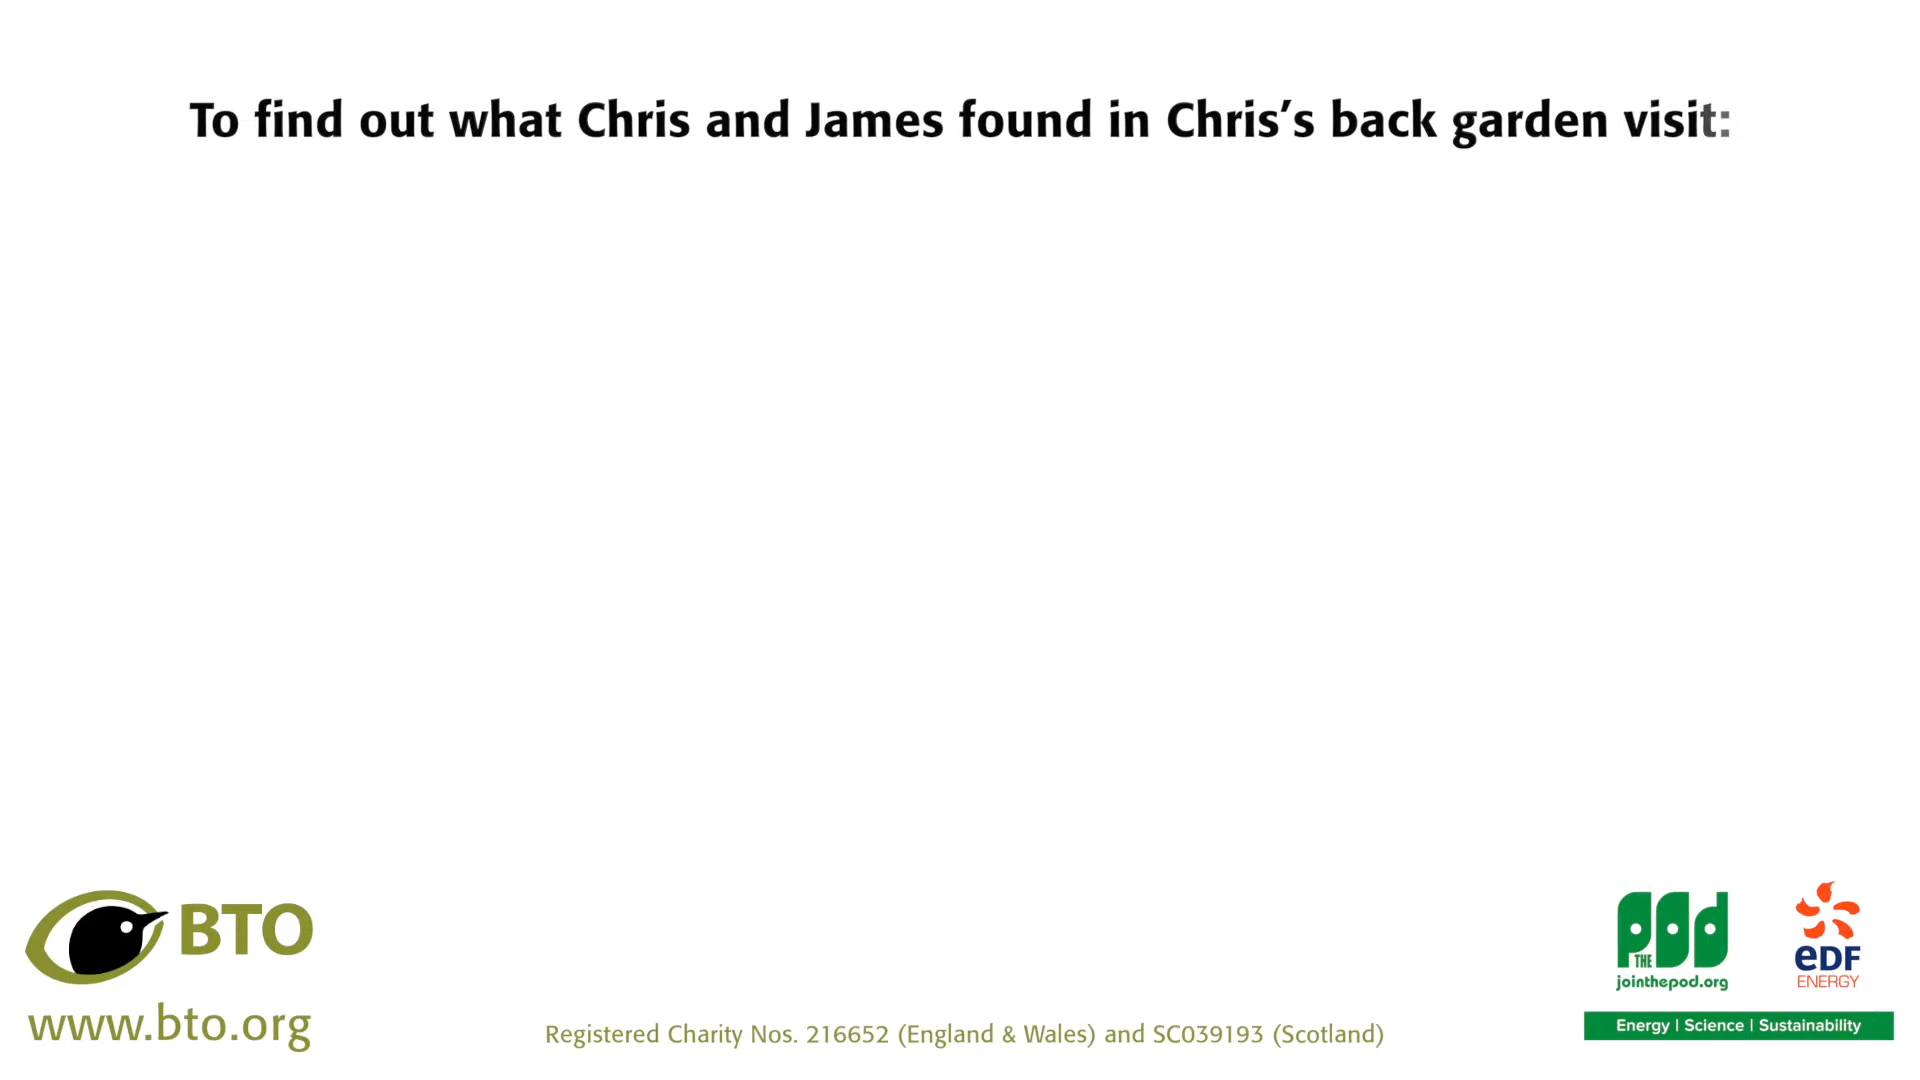 To find out what Chris and James found in Chris’s back garden visit:
BTO
www.bto.org
Registered Charity Nos. 216652 (England & Wales) and SC039193 (Scotland)
THE pod
jointhepod.org
eDF
ENERGY
Energy | Science | Sustainability